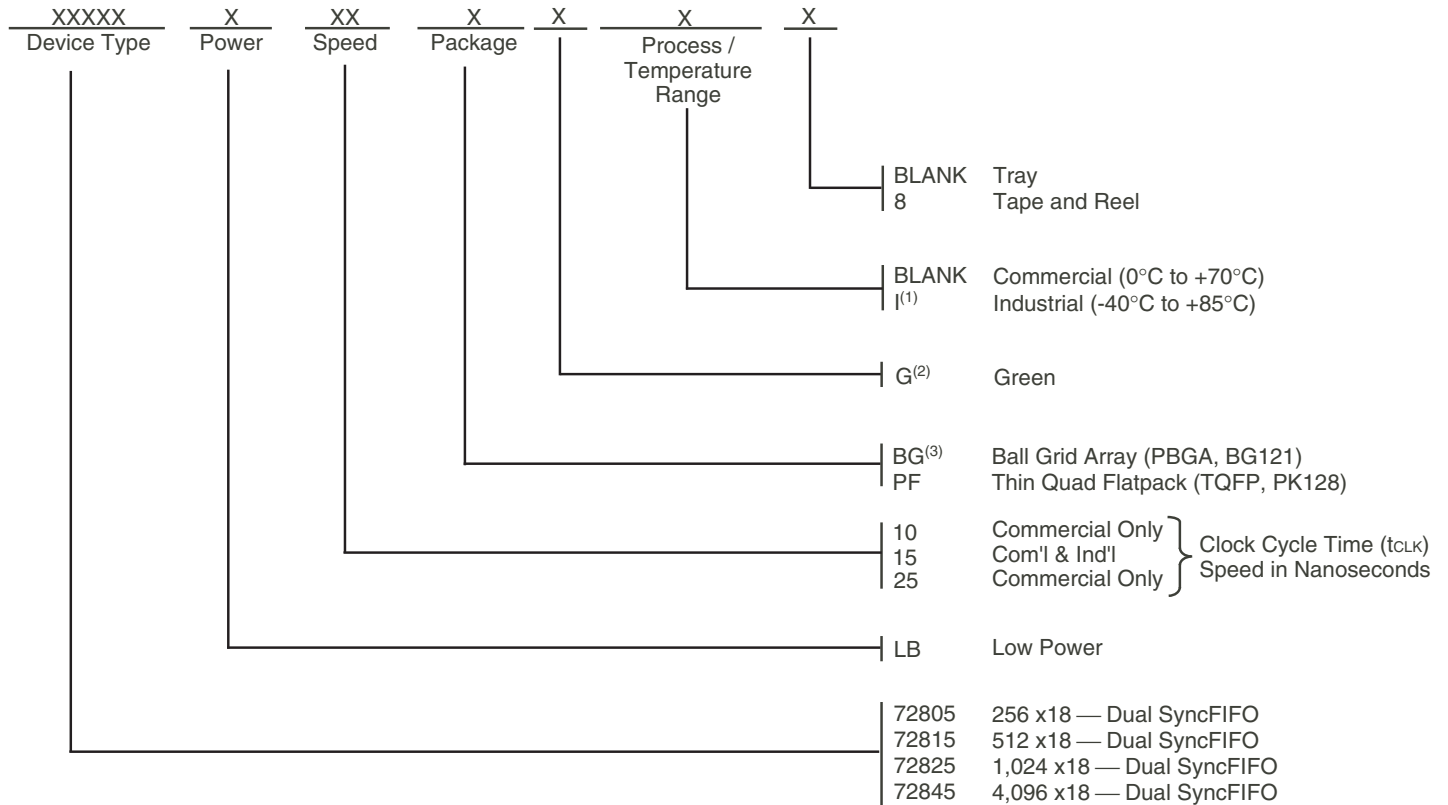 XXXXX X XX X X X X
Device Type Power Speed Package Process /
Temperature
Range
BLANK Tray
8 Tape and Reel
BLANK Commercial (0°C to +70°C)
I(1) Industrial (-40°C to +85°C)
G(2) Green
BG(3) Ball Grid Array (PBGA, BG121)
PF Thin Quad Flatpack (TQFP, PK128)
10 Commercial Only
15 Com'l & Ind'l
25 Commercial Only
Clock Cycle Time (tCLK)
Speed in Nanoseconds
LB Low Power
72805 256 x18 — Dual SyncFIFO
72815 512 x18 — Dual SyncFIFO
72825 1,024 x18 — Dual SyncFIFO
72845 4,096 x18 — Dual SyncFIFO